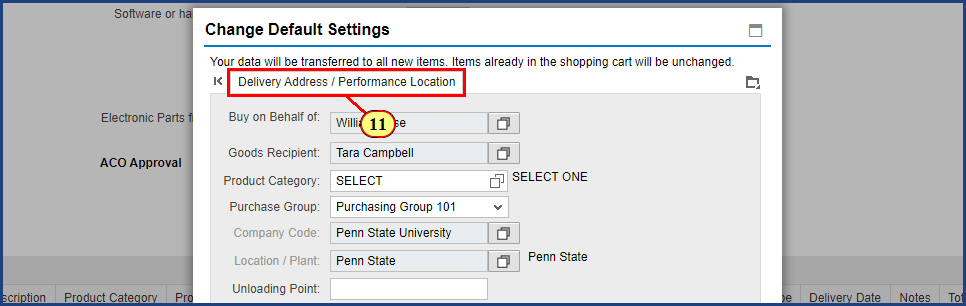 Software or ha
Change Default Settings
Your data will be transferred to all new items. Items already in the shopping cart will be unchanged.
Delivery Address / Performance Location
Electronic Parts f
Buy on Behalf of:
11
ACO Approval
Goods Recipient: Tara Campbell
Product Category: SELECT SELECT ONE
Purchase Group: Purchasing Group 101
Company Code: Penn State University
Location / Plant: Penn State Penn State
Unloading Point:
scription Product Category Pro pe Delivery Date Notes Tot